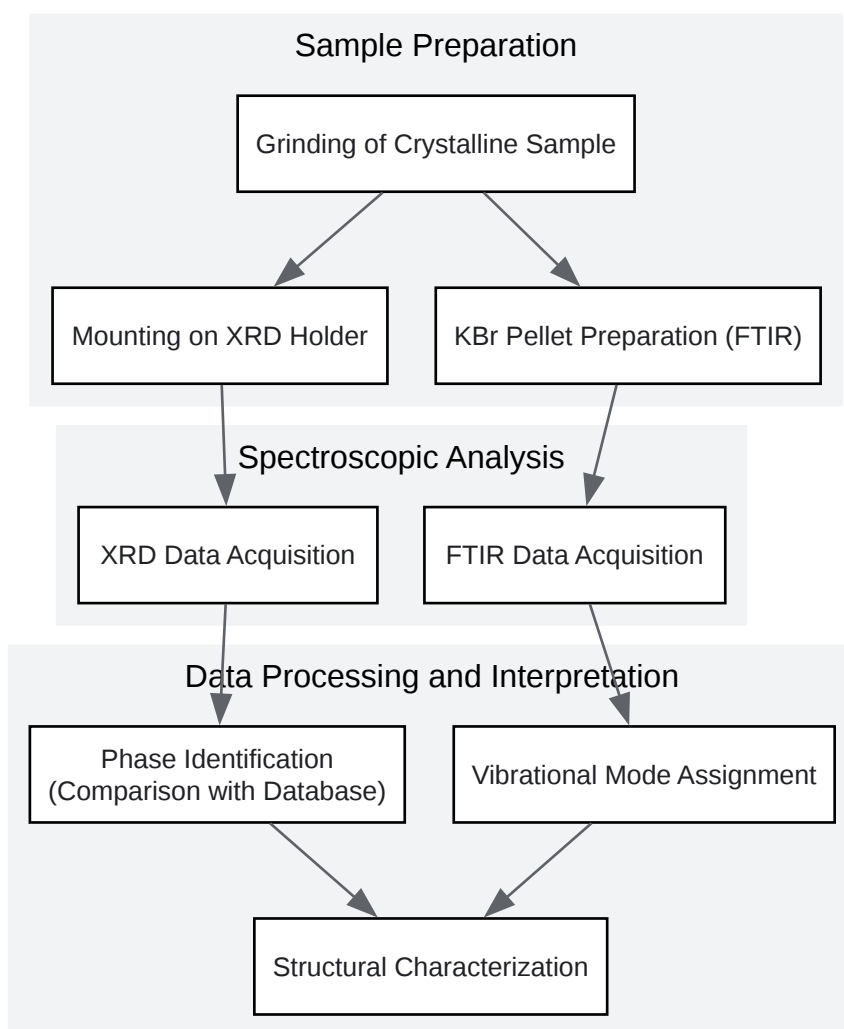 Sample Preparation
Grinding of Crystalline Sample
Mounting on XRD Holder
KBr Pellet Preparation (FTIR)
Spectroscopic Analysis
XRD Data Acquisition
FTIR Data Acquisition
Data Processing and Interpretation
Phase Identification
(Comparison with Database)
Vibrational Mode Assignment
Structural Characterization